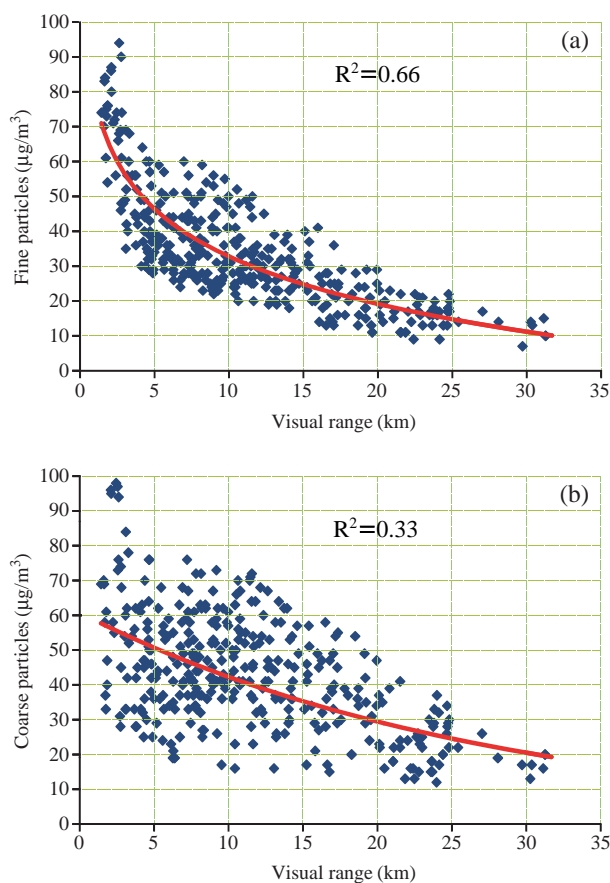 (a)
R²=0.66
Fine particles (µg/m³)
100
90
80
70
60
50
40
30
20
10
0
0 5 10 15 20 25 30 35
Visual range (km)
(b)
R²=0.33
Coarse particles (µg/m³)
100
90
80
70
60
50
40
30
20
10
0
0 5 10 15 20 25 30 35
Visual range (km)